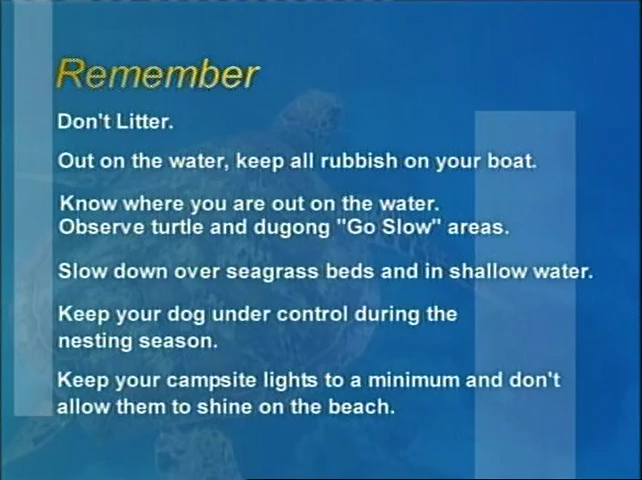 Remember
Don't Litter.
Out on the water, keep all rubbish on your boat.
Know where you are out on the water.
Observe turtle and dugong "Go Slow" areas.
Slow down over seagrass beds and in shallow water.
Keep your dog under control during the
nesting season.
Keep your campsite lights to a minimum and don't
allow them to shine on the beach.